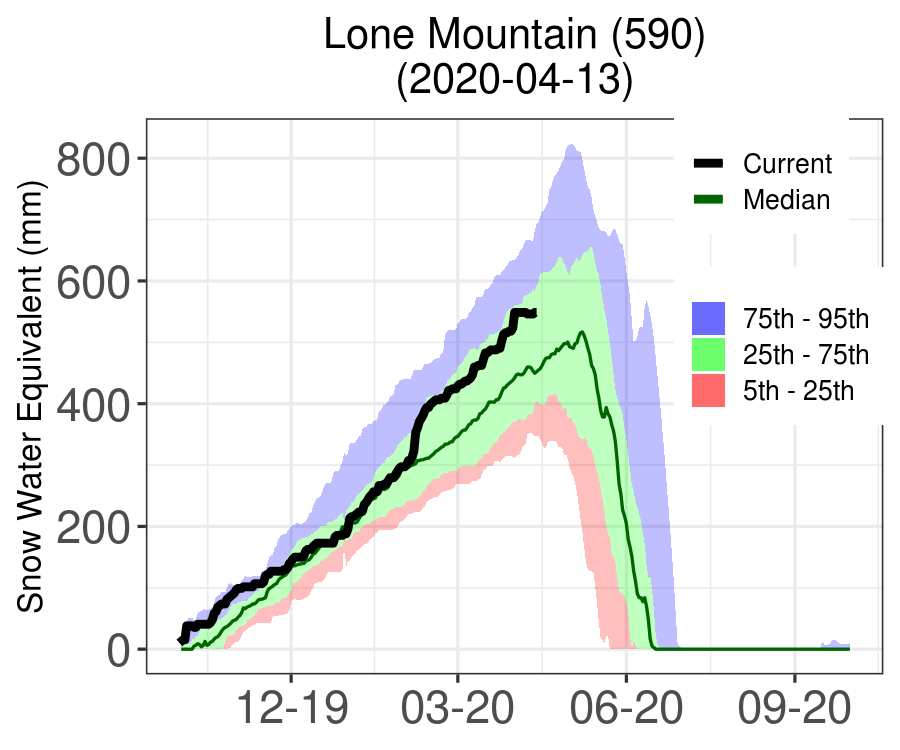 Lone Mountain (590)
(2020-04-13)
Snow Water Equivalent (mm)
800
600
400
200
0
12-19
03-20
06-20
09-20
Current
Median
75th - 95th
25th - 75th
5th - 25th